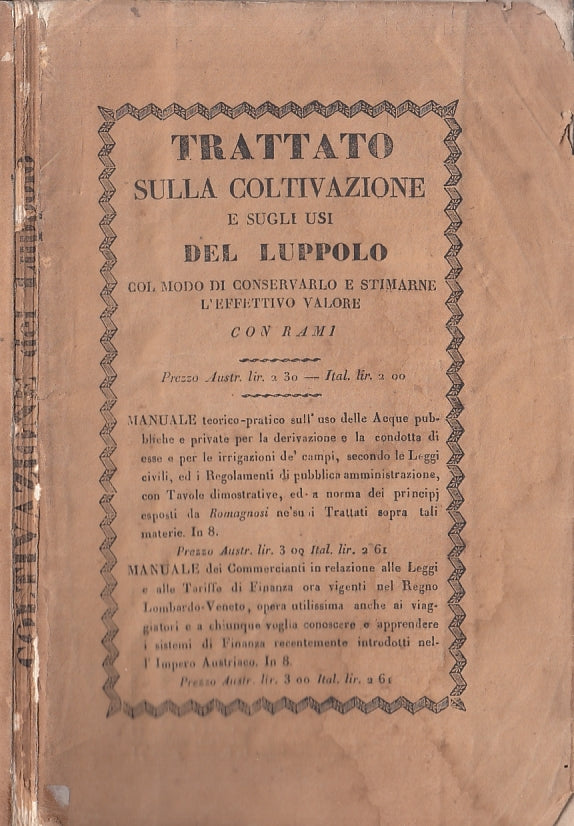 TRATTATO
SULLA COLTIVAZIONE
E SUGLI USI
DEL LUPPOLO
COL MODO DI CONSERVARLO E STIMARNE
L'EFFETTIVO VALORE
CON RAMI
Prezzo Austr. lir. 2 30 — Ital. lir. 2 00
MANUALE teorico-pratico sull' uso delle Acque pub-
bliche e private per la derivazione e la condotta di
esse e per le irrigazioni de' campi, secondo le Leggi
civili, ed i Regolamenti di pubblica amministrazione,
con Tavole dimostrative, ed a norma dei principj
esposti da Romagnosi ne' suoi Trattati sopra tali
materie. In 8.
Prezzo Austr. lir. 3 00 Ital. lir. 2 61
MANUALE dei Commercianti in relazione alle Leggi
e alle Tariffe di Finanza ora vigenti nel Regno
Lombardo-Veneto, opera utilissima anche ai viag-
giatori e a chiunque voglia conoscere e apprendere
i sistemi di Finanza recentemente introdotti nel-
l' Impero Austriaco. In 8.
Prezzo Austr. lir. 3 00 Ital. lir. 2 61
COLTIVAZIONE del Luppolo